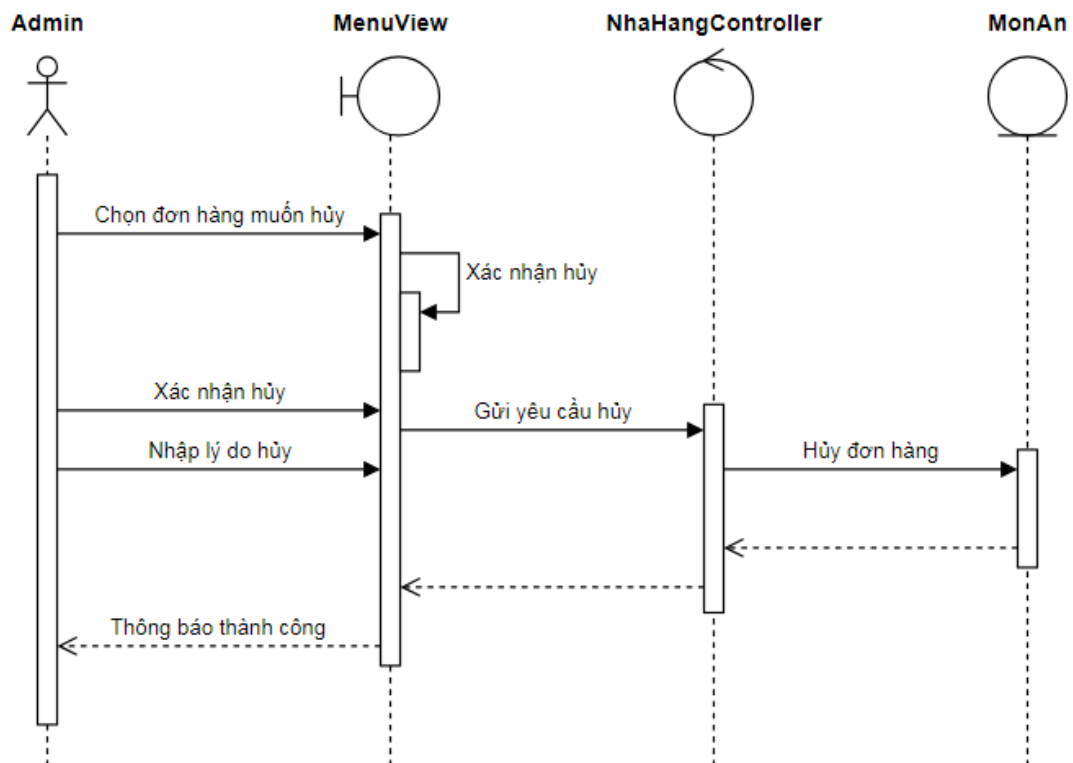 Admin
MenuView
NhaHangController
MonAn
Chọn đơn hàng muốn hủy
Xác nhận hủy
Xác nhận hủy
Gửi yêu cầu hủy
Nhập lý do hủy
Hủy đơn hàng
Thông báo thành công